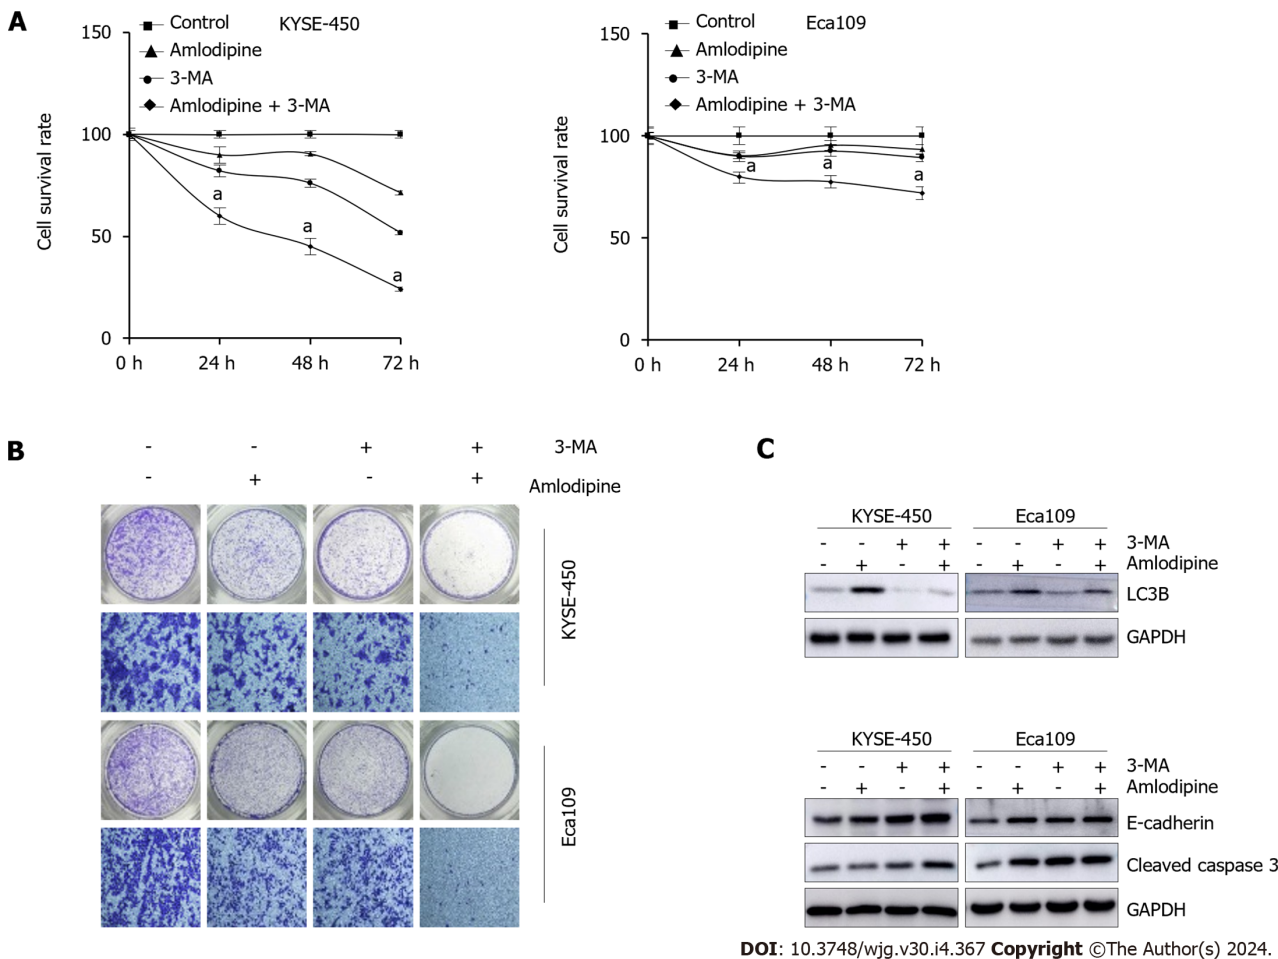 A
Control
KYSE-450
Amlodipine
3-MA
Amlodipine + 3-MA
Cell survival rate
150
100
50
0
a
a
a
0 h 24 h 48 h 72 h
Control
Eca109
Amlodipine
3-MA
Amlodipine + 3-MA
Cell survival rate
150
100
50
0
a
a
a
0 h 24 h 48 h 72 h
B
- - + + 3-MA
- + - + Amlodipine
KYSE-450
Eca109
C
KYSE-450 Eca109
- - + + - - + + 3-MA
- + - + - + - + Amlodipine
LC3B
GAPDH
KYSE-450 Eca109
- - + + - - + + 3-MA
- + - + - + - + Amlodipine
E-cadherin
Cleaved caspase 3
GAPDH
DOI: 10.3748/wjg.v30.i4.367 Copyright ©The Author(s) 2024.